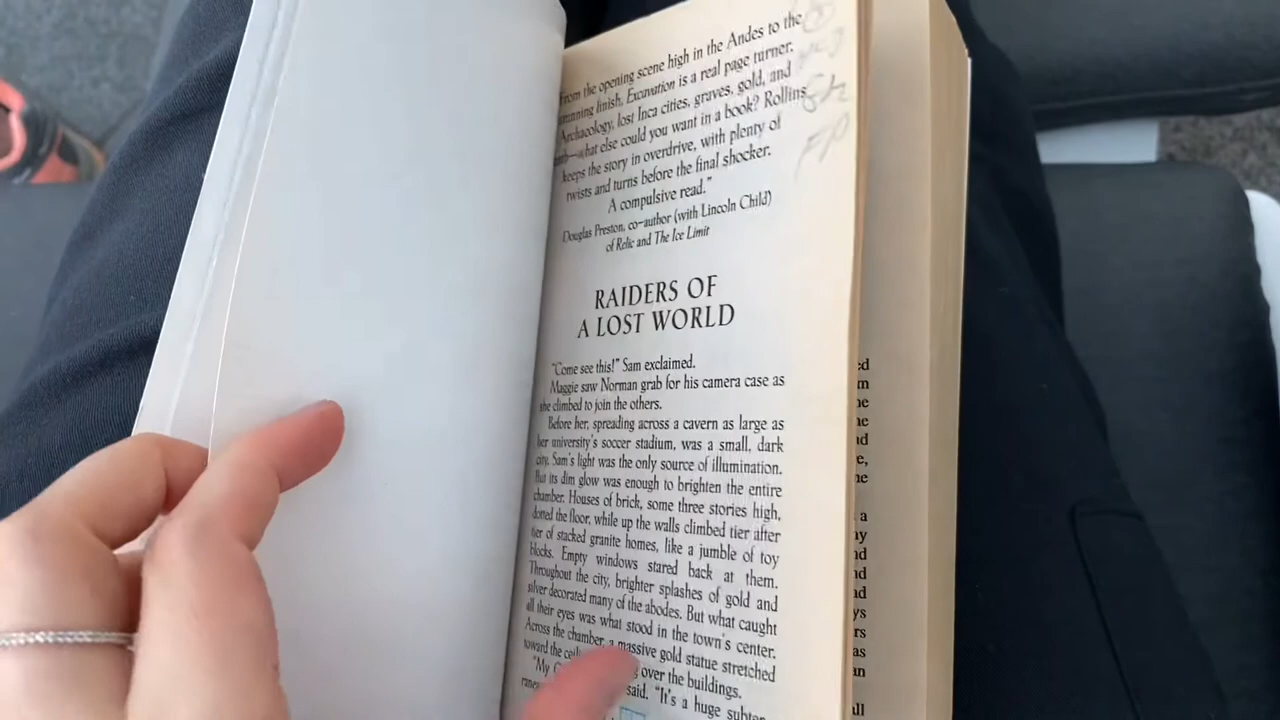 From the opening scene high in the Andes to the
stunning finish, Excavation is a real page turner.
Archaeology, lost Inca cities, graves, gold, and
what else could you want in a book? Rollins
keeps the story in overdrive, with plenty of
twists and turns before the final shocker.
A compulsive read."
Douglas Preston, co-author (with Lincoln Child)
of Relic and The Ice Limit
RAIDERS OF
A LOST WORLD
"Come see this!" Sam exclaimed.
Maggie saw Norman grab for his camera case as
she climbed to join the others.
Before her, spreading across a cavern as large as
her university's soccer stadium, was a small, dark
city. Sam's light was the only source of illumination.
But its dim glow was enough to brighten the entire
chamber. Houses of brick, some three stories high,
dotted the floor, while up the walls climbed tier after
tier of stacked granite homes, like a jumble of toy
blocks. Empty windows stared back at them.
Throughout the city, brighter splashes of gold and
silver decorated many of the abodes. But what caught
all their eyes was what stood in the town's center.
Across the chamber, a massive gold statue stretched
toward the over the buildings.
"My said. "It's a huge